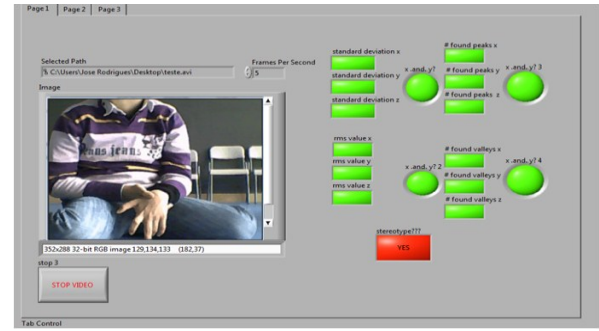 Page 1 Page 2 Page 3
Selected Path
C:\Users\Jose Rodrigues\Desktop\teste.avi
Frames Per Second
5
Image
352x288 32-bit RGB image 129,134,133 (182,37)
stop 3
STOP VIDEO
standard deviation x
standard deviation y
standard deviation z
x .and. y?
# found peaks x
# found peaks y
# found peaks z
x .and. y? 3
rms value x
rms value y
rms value z
x .and. y? 2
# found valleys x
# found valleys y
# found valleys z
x .and. y? 4
stereotype???
YES
Tab Control